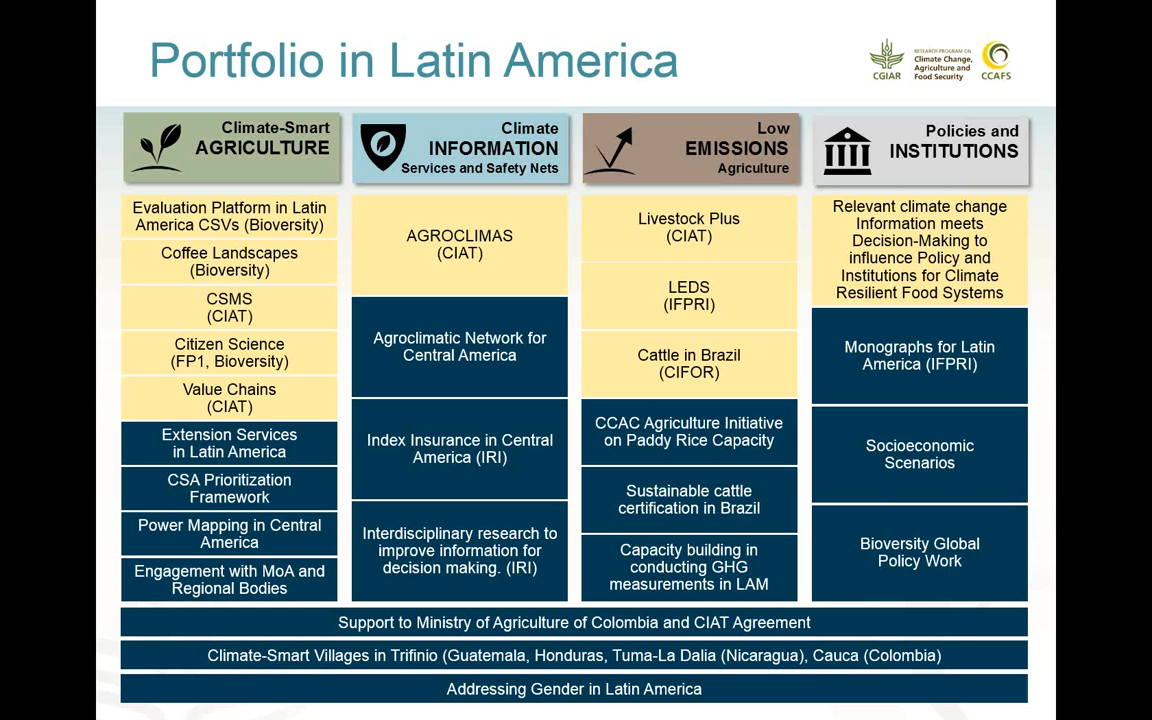 Portfolio in Latin America
CGIAR
RESEARCH PROGRAM ON
Climate Change,
Agriculture and
Food Security
CCAFS
Climate-Smart
AGRICULTURE
Climate
INFORMATION
Services and Safety Nets
Low
EMISSIONS
Agriculture
Policies and
INSTITUTIONS
Evaluation Platform in Latin
America CSVs (Bioversity)
Coffee Landscapes
(Bioversity)
CSMS
(CIAT)
Citizen Science
(FP1, Bioversity)
Value Chains
(CIAT)
Extension Services
in Latin America
CSA Prioritization
Framework
Power Mapping in Central
America
Engagement with MoA and
Regional Bodies
AGROCLIMAS
(CIAT)
Agroclimatic Network for
Central America
Index Insurance in Central
America (IRI)
Interdisciplinary research to
improve information for
decision making. (IRI)
Livestock Plus
(CIAT)
LEDS
(IFPRI)
Cattle in Brazil
(CIFOR)
CCAC Agriculture Initiative
on Paddy Rice Capacity
Sustainable cattle
certification in Brazil
Capacity building in
conducting GHG
measurements in LAM
Relevant climate change
Information meets
Decision-Making to
influence Policy and
Institutions for Climate
Resilient Food Systems
Monographs for Latin
America (IFPRI)
Socioeconomic
Scenarios
Bioversity Global
Policy Work
Support to Ministry of Agriculture of Colombia and CIAT Agreement
Climate-Smart Villages in Trifinio (Guatemala, Honduras, Tuma-La Dalia (Nicaragua), Cauca (Colombia)
Addressing Gender in Latin America